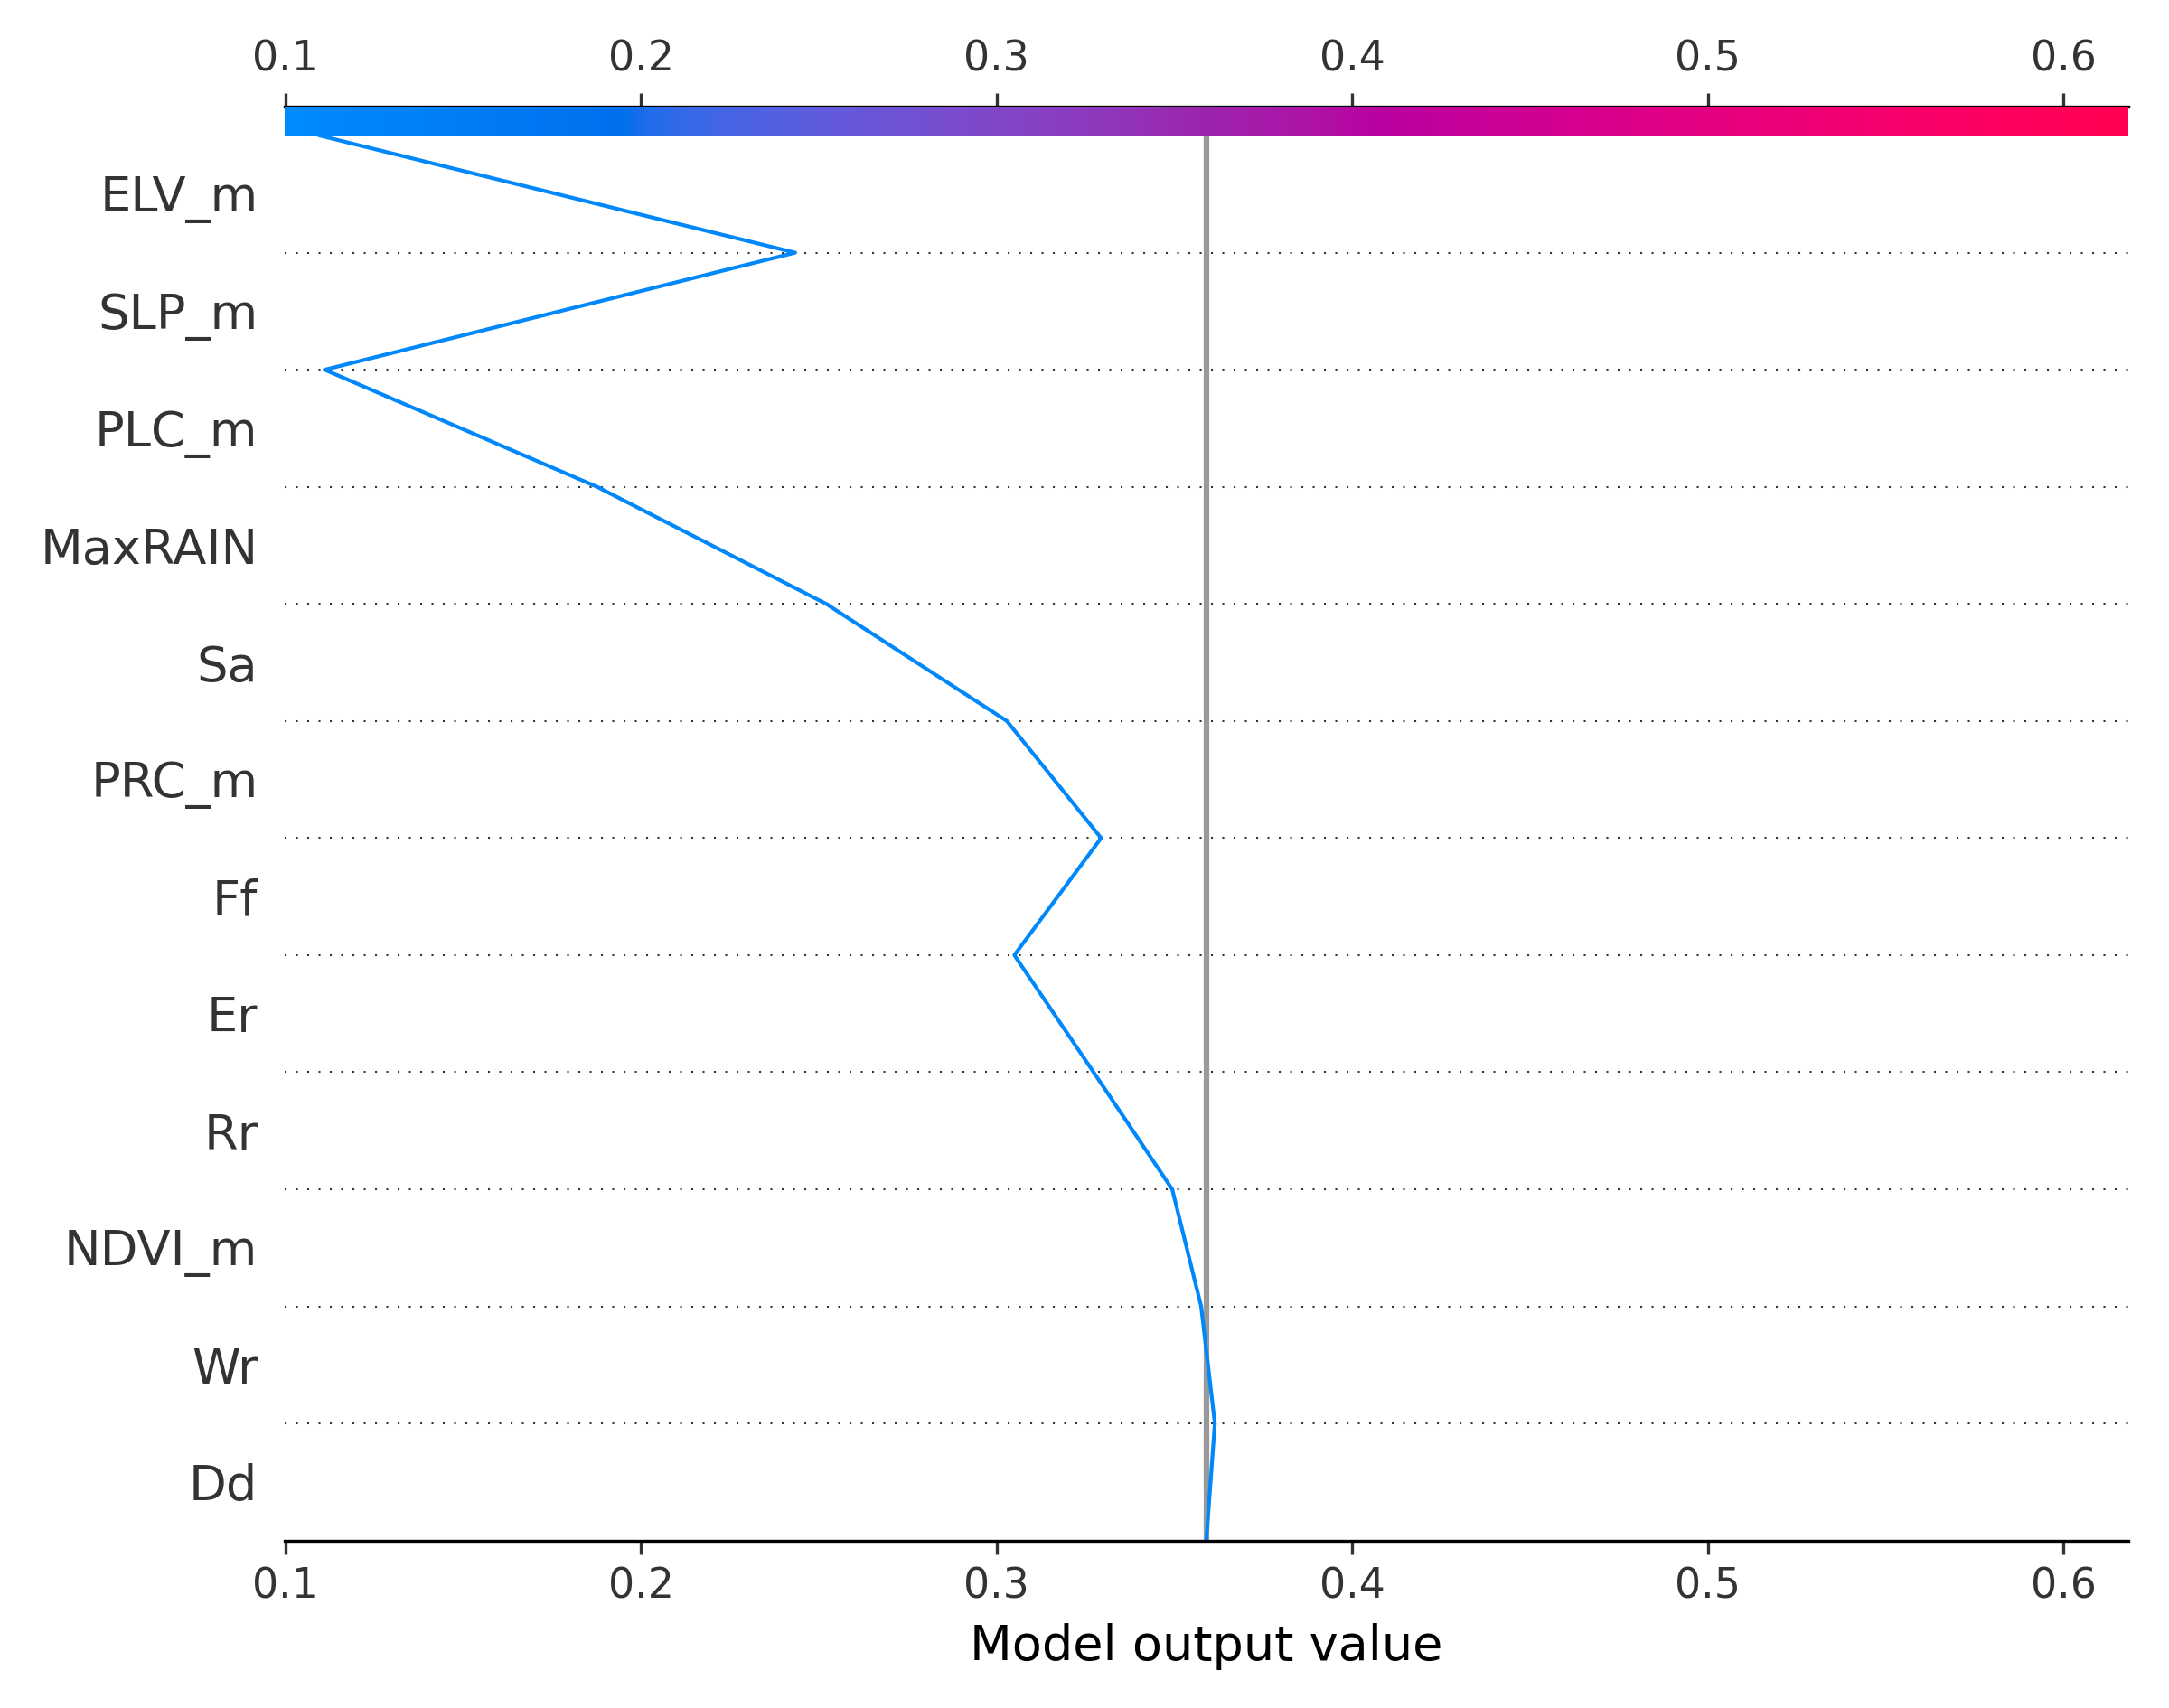 0.1 0.2 0.3 0.4 0.5 0.6
ELV_m
SLP_m
PLC_m
MaxRAIN
Sa
PRC_m
Ff
Er
Rr
NDVI_m
Wr
Dd
0.1 0.2 0.3 0.4 0.5 0.6
Model output value